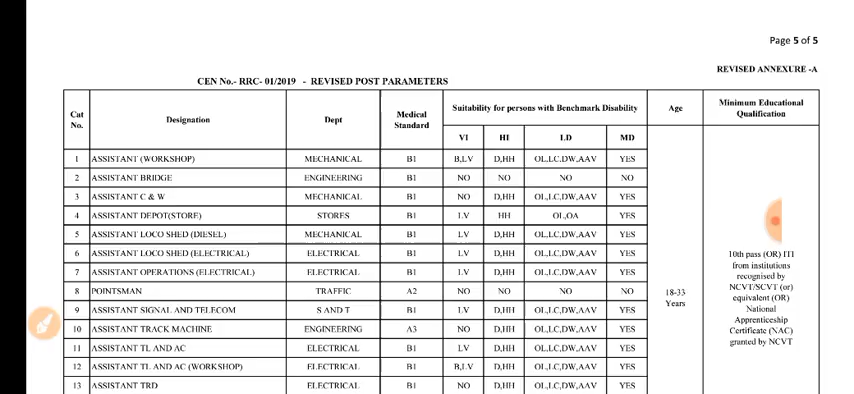 Page 5 of 5
REVISED ANNEXURE -A
CEN No.- RRC- 01/2019 - REVISED POST PARAMETERS
Cat No. Designation Dept Medical Standard Suitability for persons with Benchmark Disability Age Minimum Educational Qualification
VI HI LD MD
1 ASSISTANT (WORKSHOP) MECHANICAL B1 B,LV D,HH OL,LC,DW,AAV YES
2 ASSISTANT BRIDGE ENGINEERING B1 NO NO NO NO
3 ASSISTANT C & W MECHANICAL B1 NO D,HH OL,LC,DW,AAV YES
4 ASSISTANT DEPOT(STORE) STORES B1 LV HH OL,OA YES
5 ASSISTANT LOCO SHED (DIESEL) MECHANICAL B1 LV D,HH OL,LC,DW,AAV YES
6 ASSISTANT LOCO SHED (ELECTRICAL) ELECTRICAL B1 LV D,HH OL,LC,DW,AAV YES
7 ASSISTANT OPERATIONS (ELECTRICAL) ELECTRICAL B1 LV D,HH OL,LC,DW,AAV YES
8 POINTSMAN TRAFFIC A2 NO NO NO NO
9 ASSISTANT SIGNAL AND TELECOM S AND T B1 LV D,HH OL,LC,DW,AAV YES
10 ASSISTANT TRACK MACHINE ENGINEERING A3 NO D,HH OL,LC,DW,AAV YES
11 ASSISTANT TL AND AC ELECTRICAL B1 LV D,HH OL,LC,DW,AAV YES
12 ASSISTANT TL AND AC (WORKSHOP) ELECTRICAL B1 B,LV D,HH OL,LC,DW,AAV YES
13 ASSISTANT TRD ELECTRICAL B1 NO D,HH OL,LC,DW,AAV YES
18-33
Years
10th pass (OR) ITI
from institutions
recognised by
NCVT/SCVT (or)
equivalent (OR)
National
Apprenticeship
Certificate (NAC)
granted by NCVT